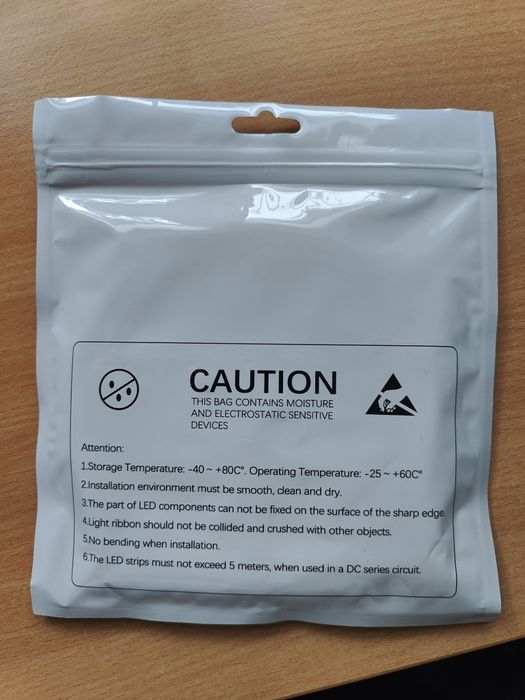 CAUTION
THIS BAG CONTAINS MOISTURE
AND ELECTROSTATIC SENSITIVE
DEVICES
Attention:
1.Storage Temperature: -40 ~ +80C°. Operating Temperature: -25 ~ +60C°
2.Installation environment must be smooth, clean and dry.
3.The part of LED components can not be fixed on the surface of the sharp edge.
4.Light ribbon should not be collided and crushed with other objects.
5.No bending when installation.
6.The LED strips must not exceed 5 meters, when used in a DC series circuit.